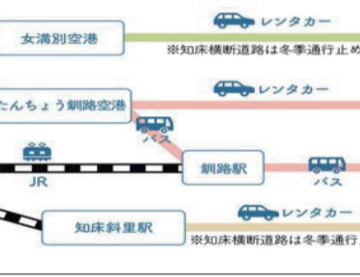 レンタカー
女満別空港
※知床横断道路は冬季通行止め
レンタカー
たんちょう釧路空港
バス
釧路駅
JR
バス
レンタカー
知床斜里駅
※知床横断道路は冬季通行